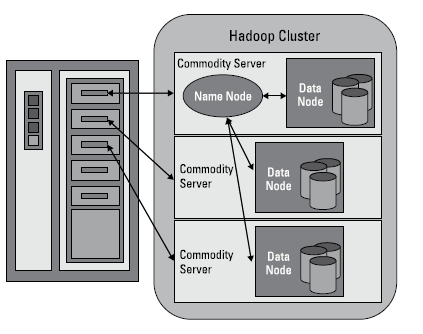 Hadoop Cluster
Commodity Server
Name Node
Data
Node
Commodity
Server
Data
Node
Commodity
Server
Data
Node